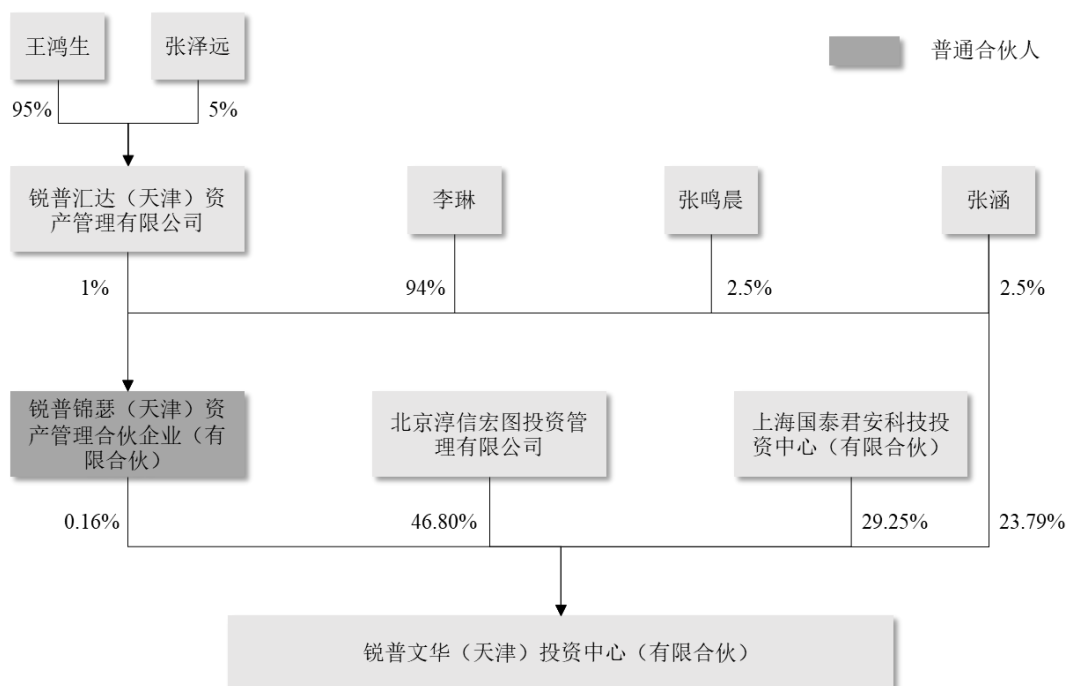 王鸿生
张泽远
普通合伙人
95%
5%
锐普汇达（天津）资
产管理有限公司
李琳
张鸣晨
张涵
1%
94%
2.5%
2.5%
锐普锦瑟（天津）资
产管理合伙企业（有
限合伙）
北京淳信宏图投资管
理有限公司
上海国泰君安科技投
资中心（有限合伙）
0.16%
46.80%
29.25%
23.79%
锐普文华（天津）投资中心（有限合伙）